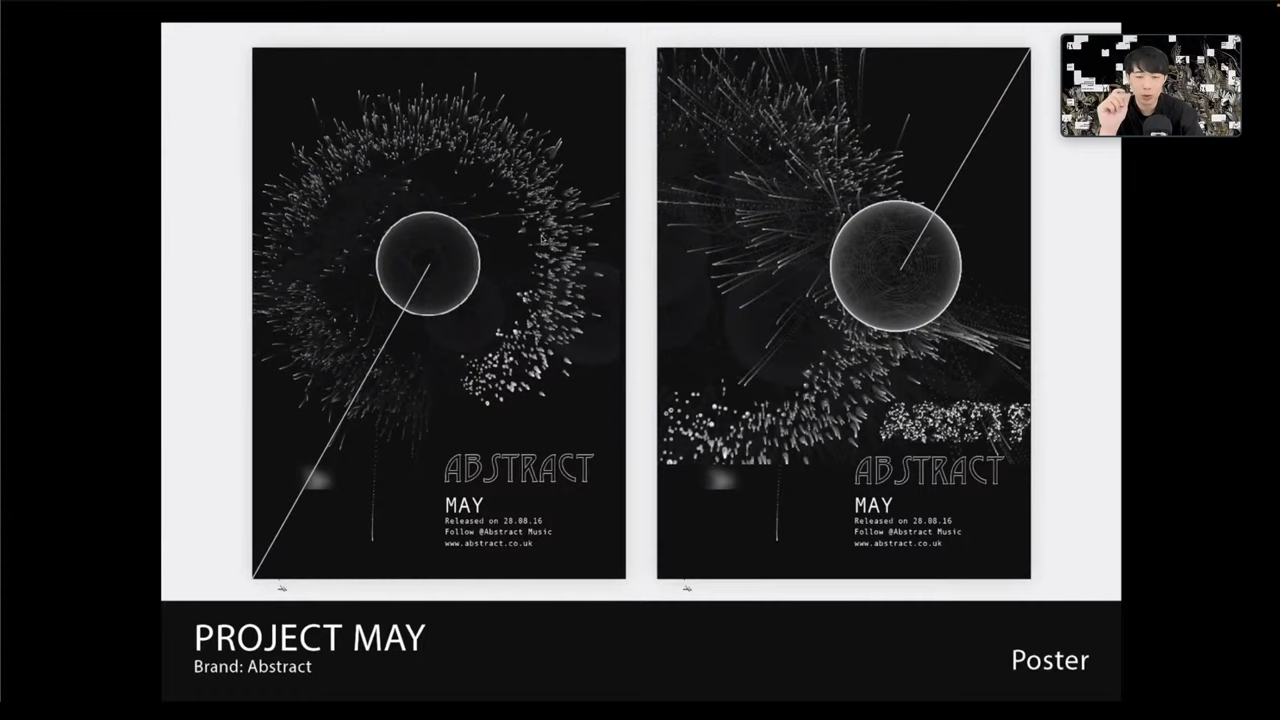 ABSTRACT
MAY
Released on 28.08.16
Follow @Abstract Music
www.abstract.co.uk
ABSTRACT
MAY
Released on 28.08.16
Follow @Abstract Music
www.abstract.co.uk
PROJECT MAY
Brand: Abstract
Poster